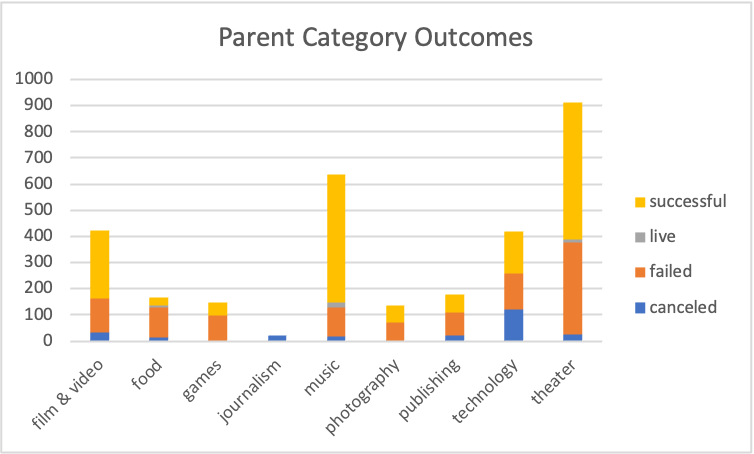 Parent Category Outcomes
1000
900
800
700
600
500
400
300
200
100
0
film & video
food
games
journalism
music
photography
publishing
technology
theater
successful
live
failed
canceled